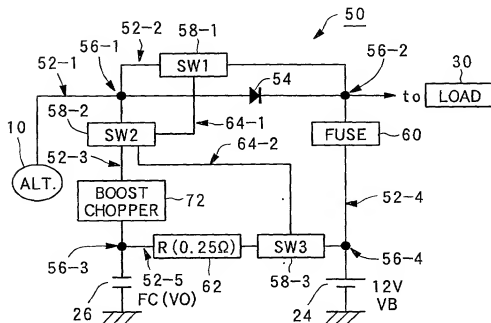 50
52-2
58-1
56-1
56-2
52-1
SW1
30
54
58-2
to
LOAD
10
SW2
64-1
FUSE
60
52-3
64-2
ALT.
BOOST
CHOPPER
72
52-4
R(0.25Ω)
SW3
56-3
52-5
62
58-3
56-4
26
FC(VO)
24
12V
VB